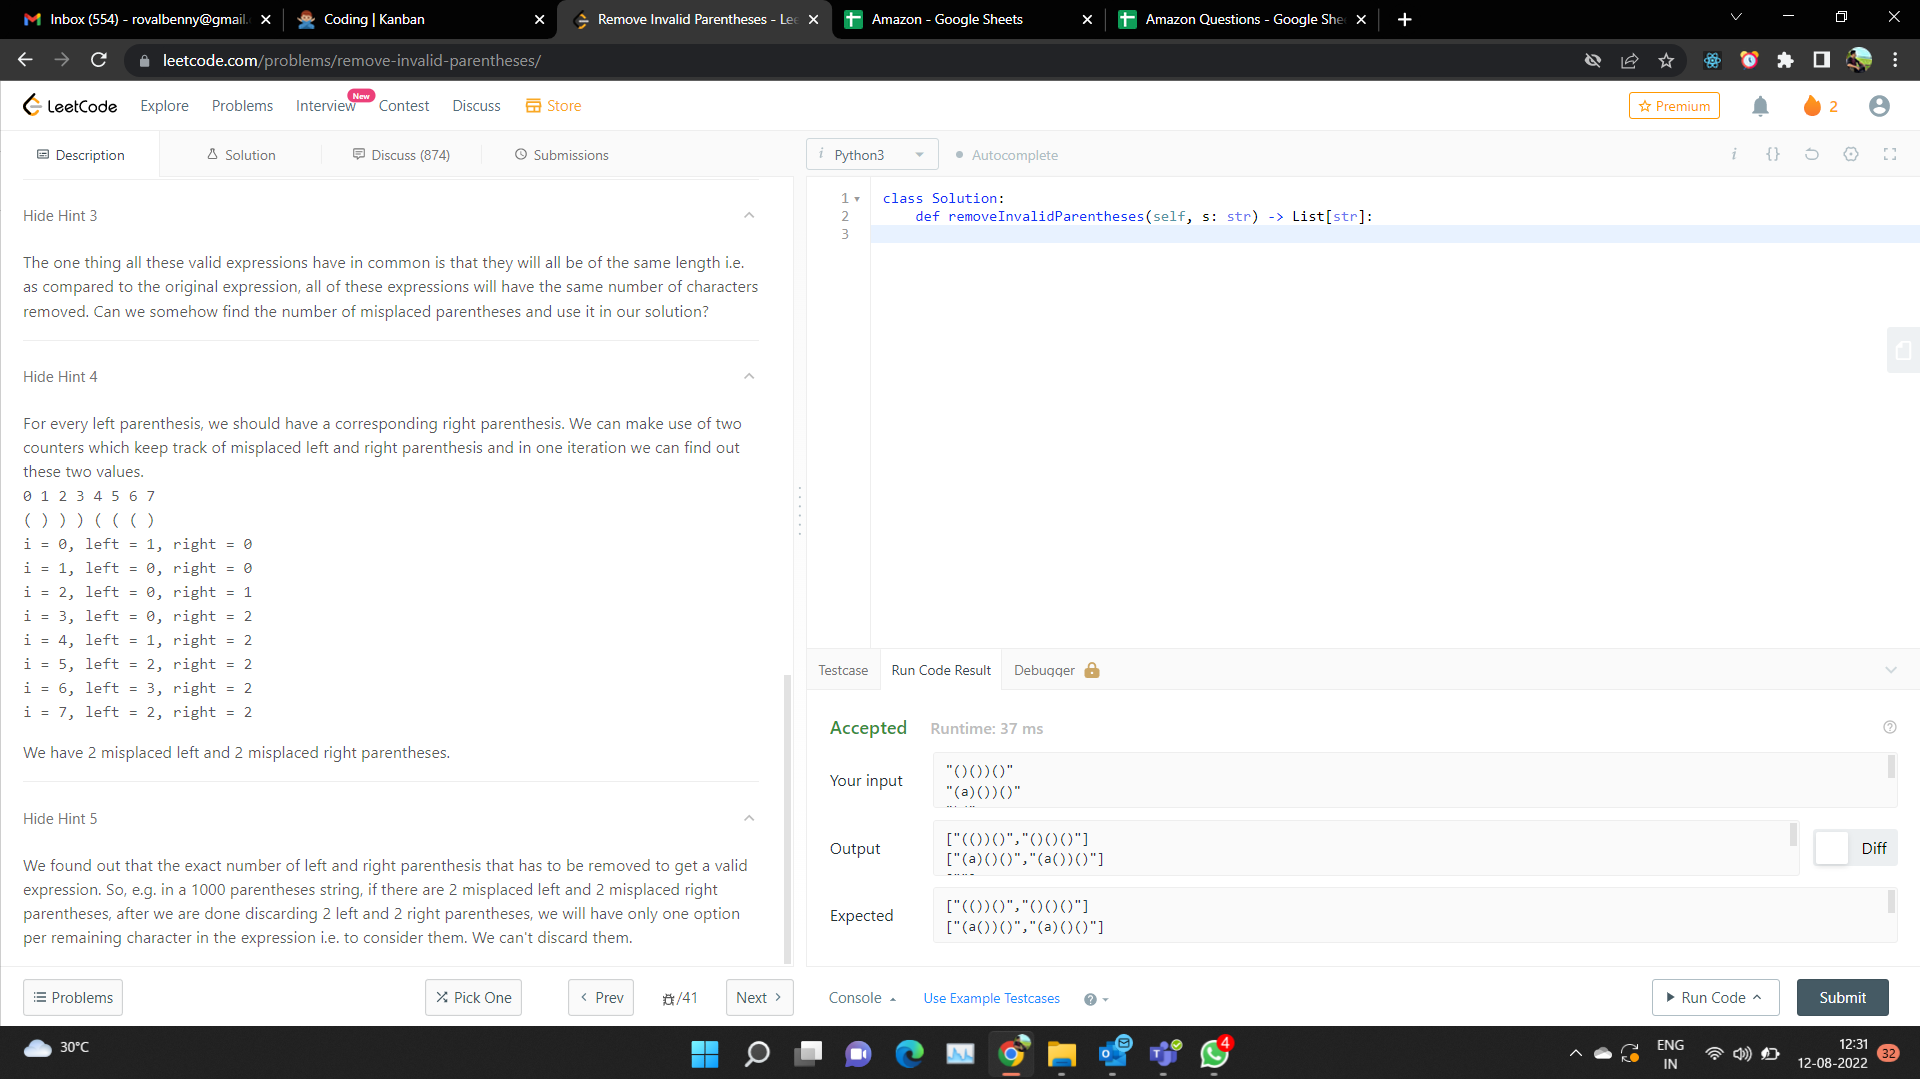 Inbox (554) - rovalbenny@gmail.
Coding | Kanban
Remove Invalid Parentheses - Lee
Amazon - Google Sheets
Amazon Questions - Google She
leetcode.com/problems/remove-invalid-parentheses/
LeetCode Explore Problems Interview New Contest Discuss Store
Premium 2
Description Solution Discuss (874) Submissions
i Python3 Autocomplete
i {}
Hide Hint 3
The one thing all these valid expressions have in common is that they will all be of the same length i.e.
as compared to the original expression, all of these expressions will have the same number of characters
removed. Can we somehow find the number of misplaced parentheses and use it in our solution?
Hide Hint 4
For every left parenthesis, we should have a corresponding right parenthesis. We can make use of two
counters which keep track of misplaced left and right parenthesis and in one iteration we can find out
these two values.
0 1 2 3 4 5 6 7
( ) ) ) ( ( ( )
i = 0, left = 1, right = 0
i = 1, left = 0, right = 0
i = 2, left = 0, right = 1
i = 3, left = 0, right = 2
i = 4, left = 1, right = 2
i = 5, left = 2, right = 2
i = 6, left = 3, right = 2
i = 7, left = 2, right = 2
We have 2 misplaced left and 2 misplaced right parentheses.
Hide Hint 5
We found out that the exact number of left and right parenthesis that has to be removed to get a valid
expression. So, e.g. in a 1000 parentheses string, if there are 2 misplaced left and 2 misplaced right
parentheses, after we are done discarding 2 left and 2 right parentheses, we will have only one option
per remaining character in the expression i.e. to consider them. We can't discard them.
Problems Pick One Prev /41 Next
1 class Solution:
2 def removeInvalidParentheses(self, s: str) -> List[str]:
3
Testcase Run Code Result Debugger
Accepted Runtime: 37 ms
Your input
"()())()"
"(a)())()"
Output
["(())()","()()()"]
["(a)()()","(a())()"]
Diff
Expected
["(())()","()()()"]
["(a())()","(a)()()"]
Console Use Example Testcases Run Code Submit
30°C
4
ENG
IN
12:31
12-08-2022
32